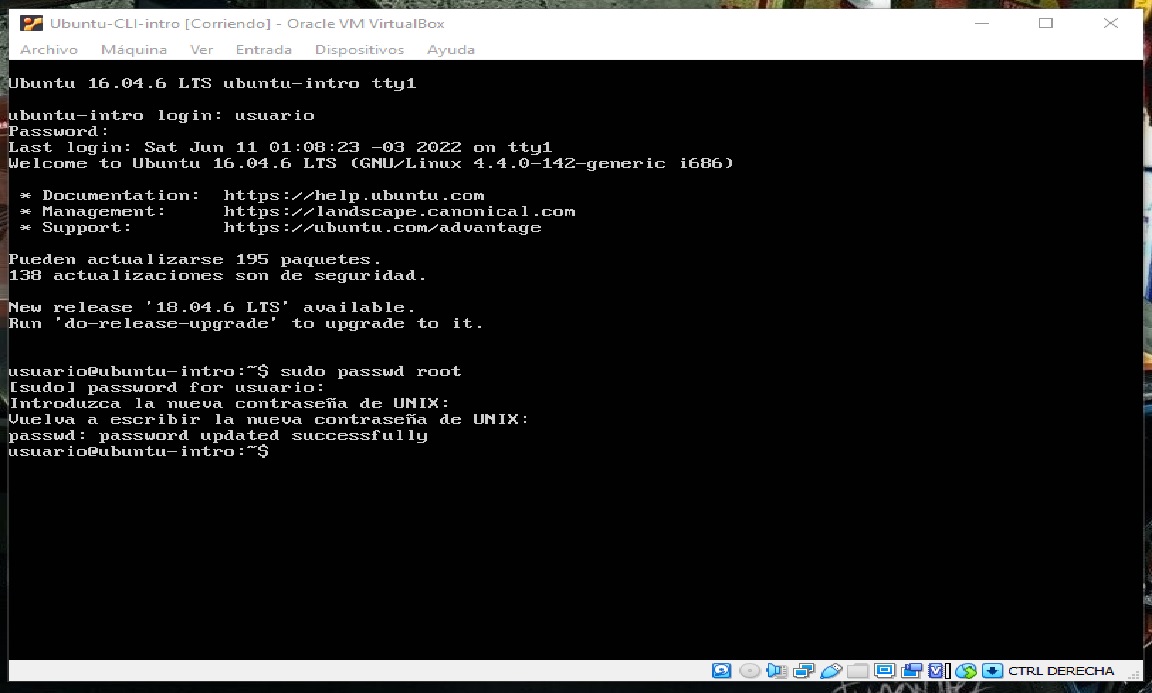 Ubuntu-CLI-intro [Corriendo] - Oracle VM VirtualBox
Archivo Máquina Ver Entrada Dispositivos Ayuda
Ubuntu 16.04.6 LTS ubuntu-intro tty1
ubuntu-intro login: usuario
Password:
Last login: Sat Jun 11 01:08:23 -03 2022 on tty1
Welcome to Ubuntu 16.04.6 LTS (GNU/Linux 4.4.0-142-generic i686)
* Documentation: https://help.ubuntu.com
* Management: https://landscape.canonical.com
* Support: https://ubuntu.com/advantage
Pueden actualizarse 195 paquetes.
138 actualizaciones son de seguridad.
New release '18.04.6 LTS' available.
Run 'do-release-upgrade' to upgrade to it.
usuario@ubuntu-intro:~$ sudo passwd root
[sudo] password for usuario:
Introduzca la nueva contraseña de UNIX:
Vuelva a escribir la nueva contraseña de UNIX:
passwd: password updated successfully
usuario@ubuntu-intro:~$
CTRL DERECHA